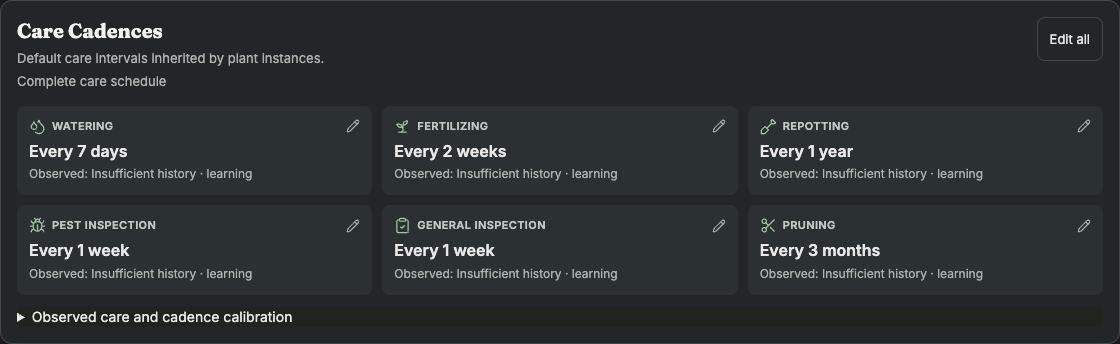 Care Cadences
Edit all
Default care intervals inherited by plant instances.
Complete care schedule
WATERING
Every 7 days
Observed: Insufficient history · learning
FERTILIZING
Every 2 weeks
Observed: Insufficient history · learning
REPOTTING
Every 1 year
Observed: Insufficient history · learning
PEST INSPECTION
Every 1 week
Observed: Insufficient history · learning
GENERAL INSPECTION
Every 1 week
Observed: Insufficient history · learning
PRUNING
Every 3 months
Observed: Insufficient history · learning
Observed care and cadence calibration